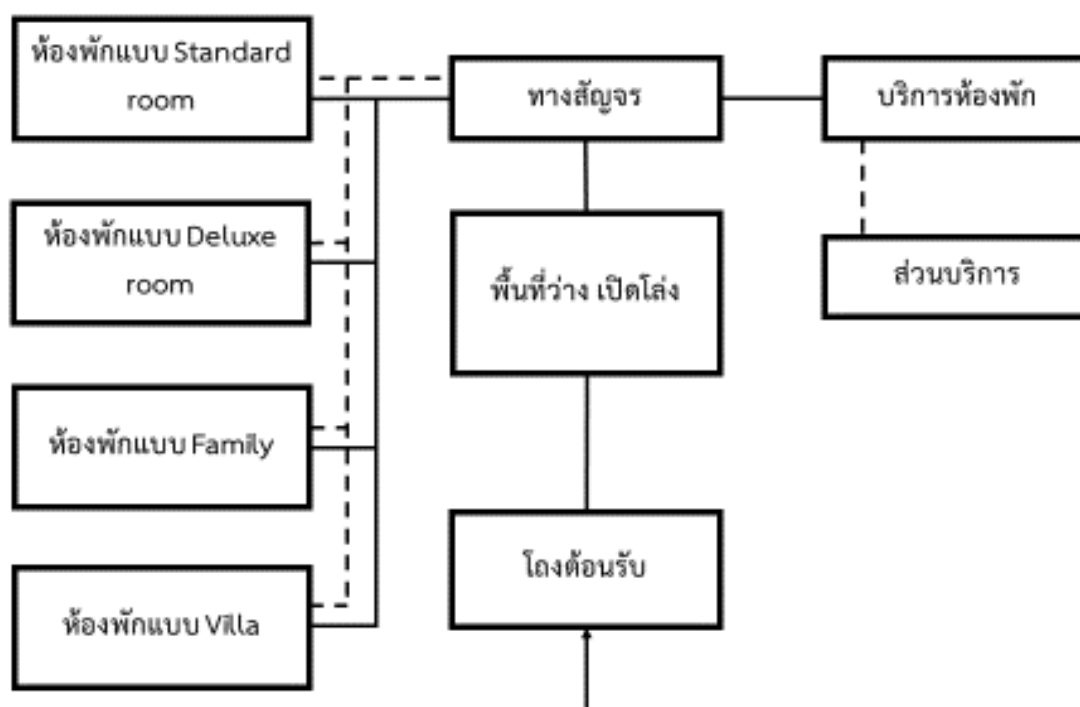 ห้องพักแบบ Standard
room
ทางสัญจร
บริการห้องพัก
ห้องพักแบบ Deluxe
room
พื้นที่ว่าง เปิดโล่ง
ส่วนบริการ
ห้องพักแบบ Family
โถงต้อนรับ
ห้องพักแบบ Villa